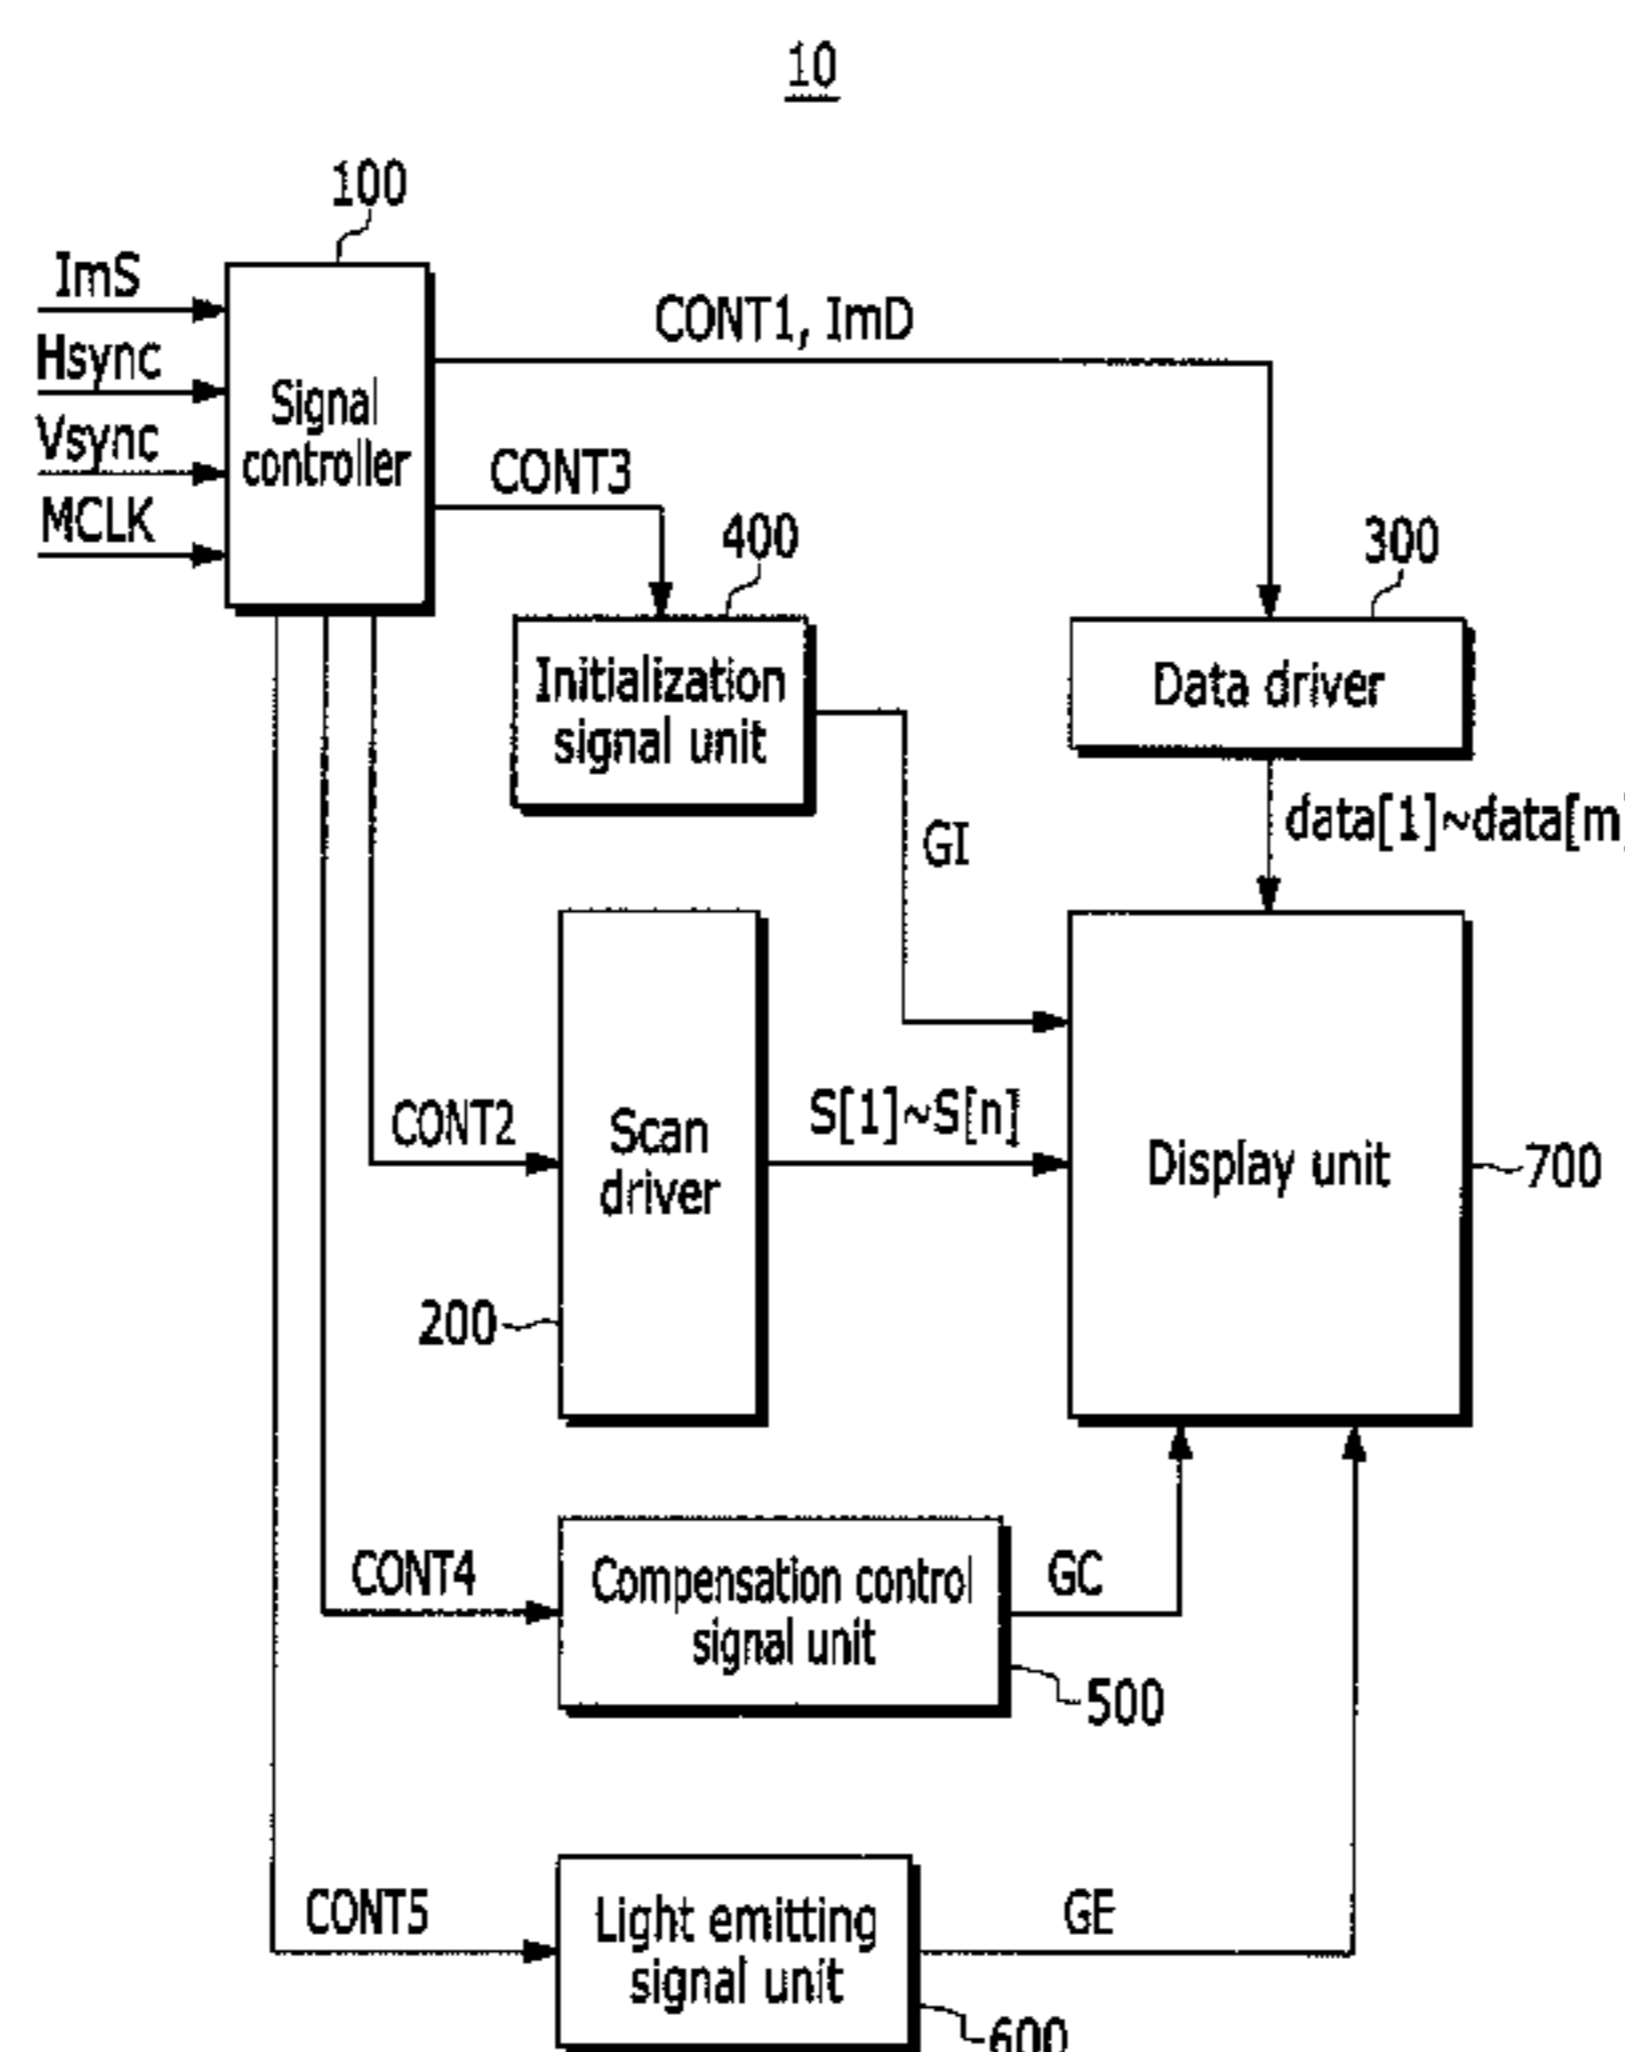 10
100
ImS
Hsync
Vsync
MCLK
Signal
controller
CONT1, ImD
CONT3
400
300
Initialization
signal unit
Data driver
GI
data[1]~data[m]
CONT2
Scan
driver
S[1]~S[n]
Display unit
700
200
CONT4
Compensation control
signal unit
GC
500
CONT5
Light emitting
signal unit
GE
600